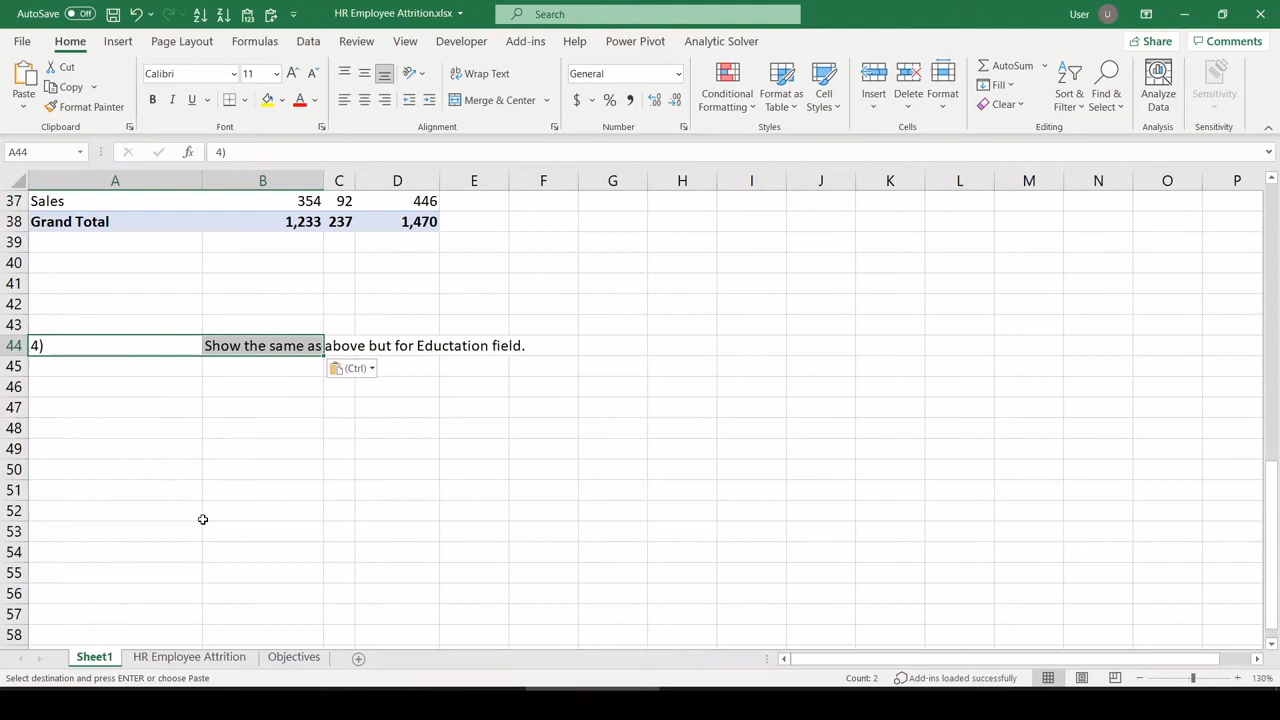 AutoSave Off HR Employee Attrition.xlsx Search User U
File Home Insert Page Layout Formulas Data Review View Developer Add-ins Help Power Pivot Analytic Solver Share Comments
Paste Cut Copy Format Painter Clipboard
Calibri 11 B I U A A Font
Wrap Text Merge & Center Alignment
General $ % , Number
Conditional Formatting Format as Table Cell Styles Styles
Insert Delete Format Cells
AutoSum Fill Clear Sort & Filter Find & Select Editing
Analyze Data Analysis
Sensitivity Sensitivity
A44 fx 4)
A B C D E F G H I J K L M N O P
37 Sales 354 92 446
38 Grand Total 1,233 237 1,470
39
40
41
42
43
44 4) Show the same as above but for Eductation field.
45 (Ctrl)
46
47
48
49
50
51
52
53
54
55
56
57
58
Sheet1 HR Employee Attrition Objectives
Select destination and press ENTER or choose Paste Count: 2 Add-ins loaded successfully 130%